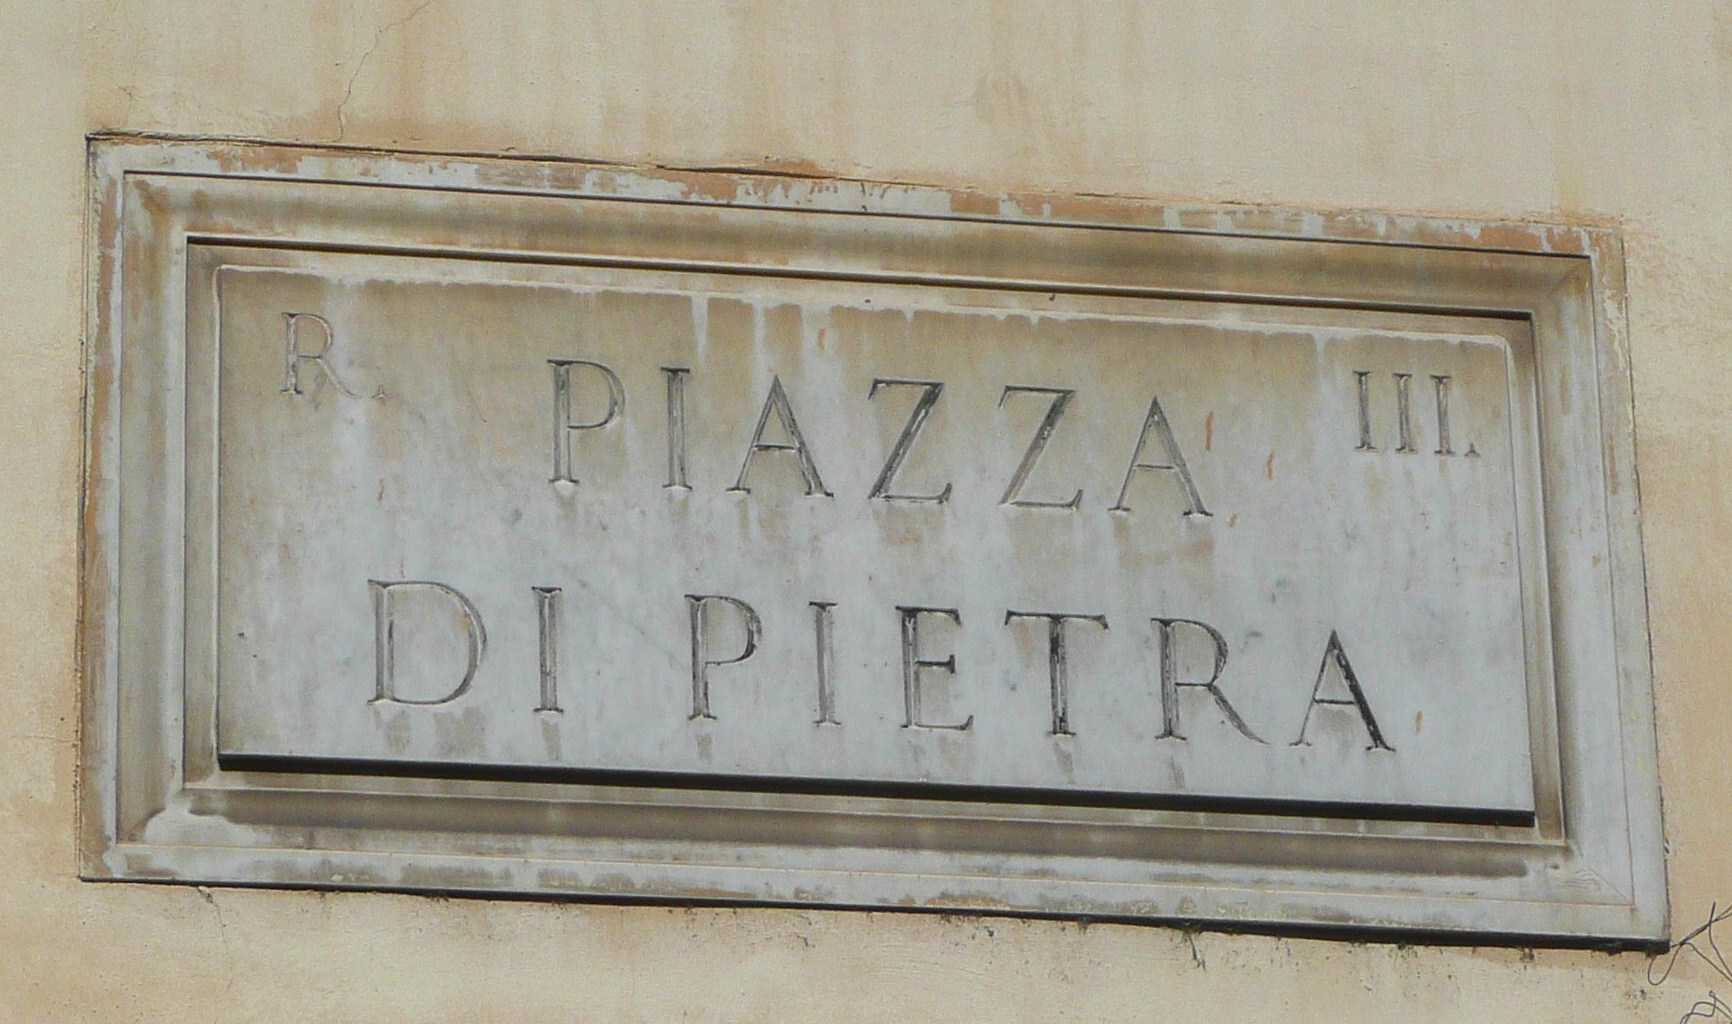 R. PIAZZA III.
DI PIETRA